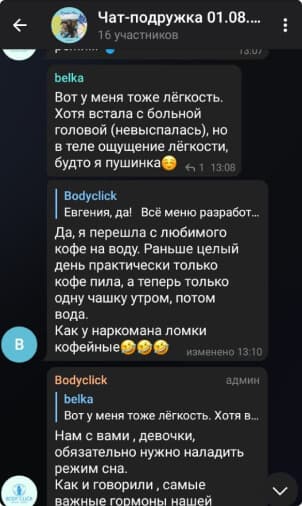 Чат-подружка 01.08....
16 участников
13:07
belka
Вот у меня тоже лёгкость.
Хотя встала с больной
головой (невыспалась), но
в теле ощущение лёгкости,
будто я пушинка☺️
1 13:08
Bodyclick
Евгения, да! Всё меню разработ...
Да, я перешла с любимого
кофе на воду. Раньше целый
день практически только
кофе пила, а теперь только
одну чашку утром, потом
вода.
Как у наркомана ломки
кофейные🤣🤣🤣
изменено 13:10
В
Bodyclick админ
belka
Вот у меня тоже лёгкость. Хотя в...
Нам с вами , девочки,
обязательно нужно наладить
режим сна.
Как и говорили , самые
важные гормоны нашей
BODYCLICK